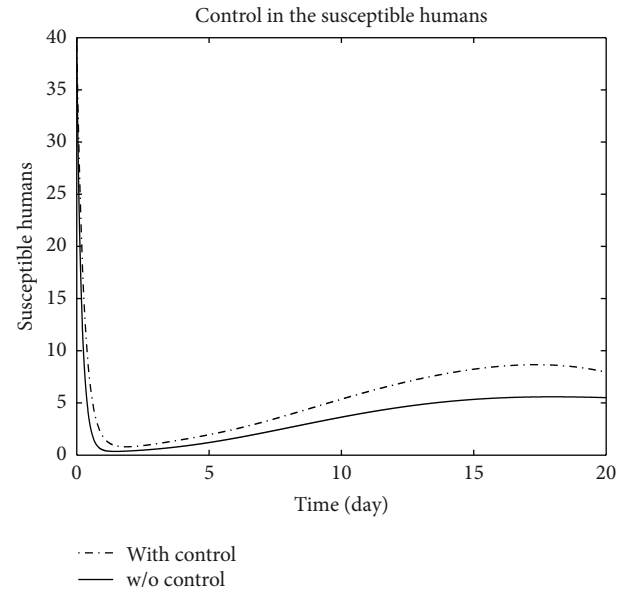 Control in the susceptible humans
40
35
30
25
20
15
10
5
0
Susceptible humans
0 5 10 15 20
Time (day)
With control
w/o control